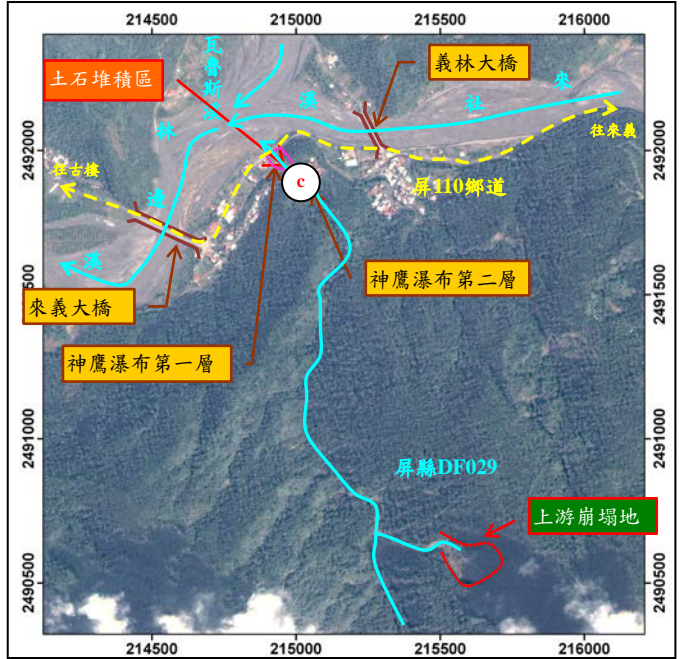 214500 215000 215500 216000
瓦魯斯溪
義林大橋
土石堆積區
來
社
溪
2492000
往來義
2492000
林
往古樓
c
屏110鄉道
邊
溪
2491500
神鷹瀑布第二層
2491500
來義大橋
神鷹瀑布第一層
2491000
2491000
屏縣DF029
上游崩塌地
2490500
2490500
214500 215000 215500 216000